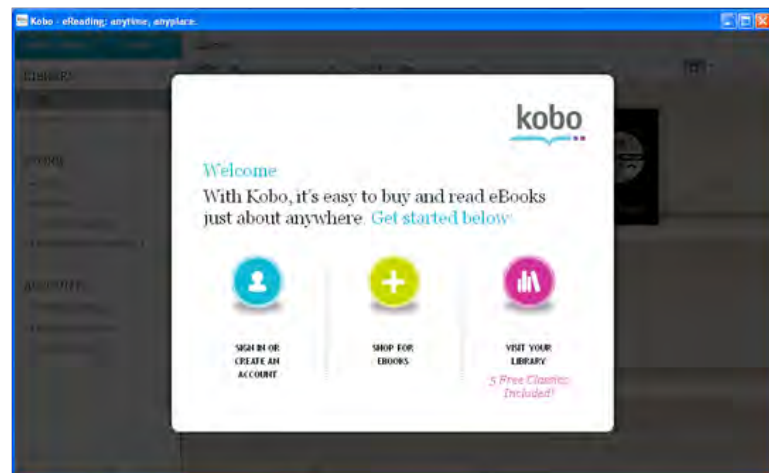 Kobo - eReading: anytime, anyplace.
LIBRARY
kobo
Welcome
With Kobo, it's easy to buy and read eBooks
just about anywhere. Get started below
SIGN IN OR
CREATE AN
ACCOUNT
SHOP FOR
EBOOKS
VISIT YOUR
LIBRARY
5 Free Classics
Included!